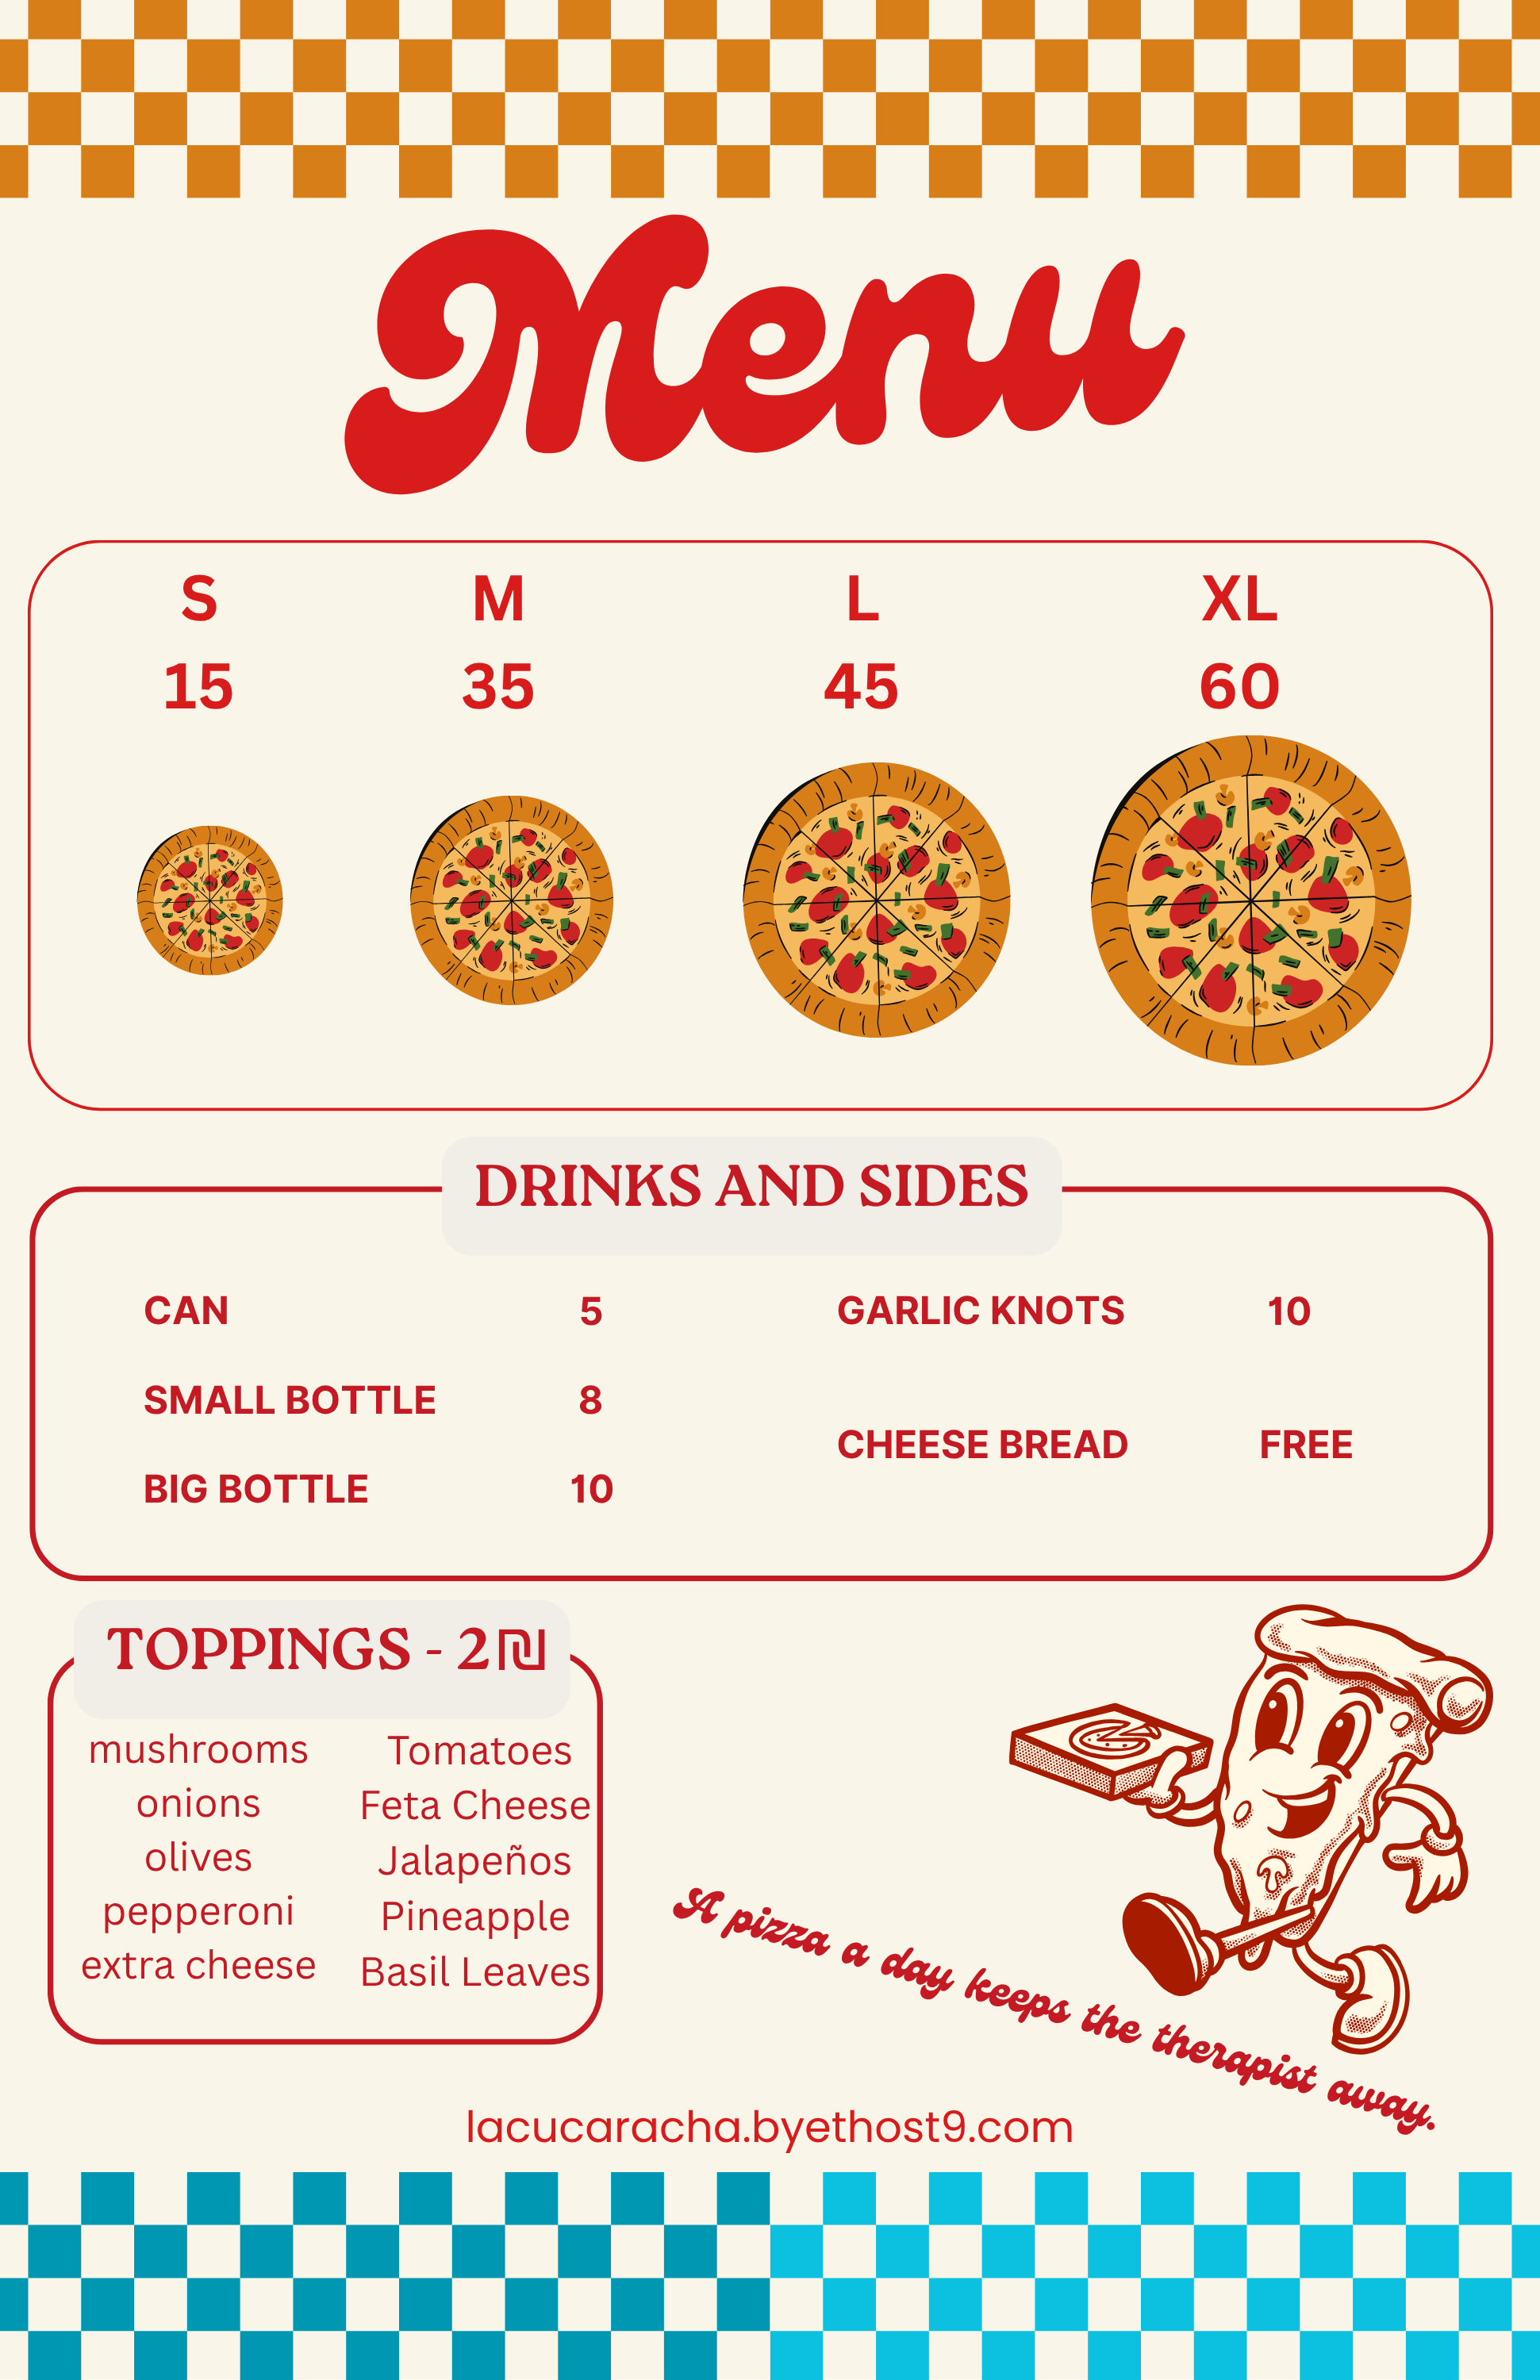 Menu
S M L XL
15 35 45 60
DRINKS AND SIDES
CAN 5
SMALL BOTTLE 8
BIG BOTTLE 10
GARLIC KNOTS 10
CHEESE BREAD FREE
TOPPINGS - 2₪
mushrooms
onions
olives
pepperoni
extra cheese
Tomatoes
Feta Cheese
Jalapeños
Pineapple
Basil Leaves
A pizza a day keeps the therapist away.
lacucaracha.byethost9.com